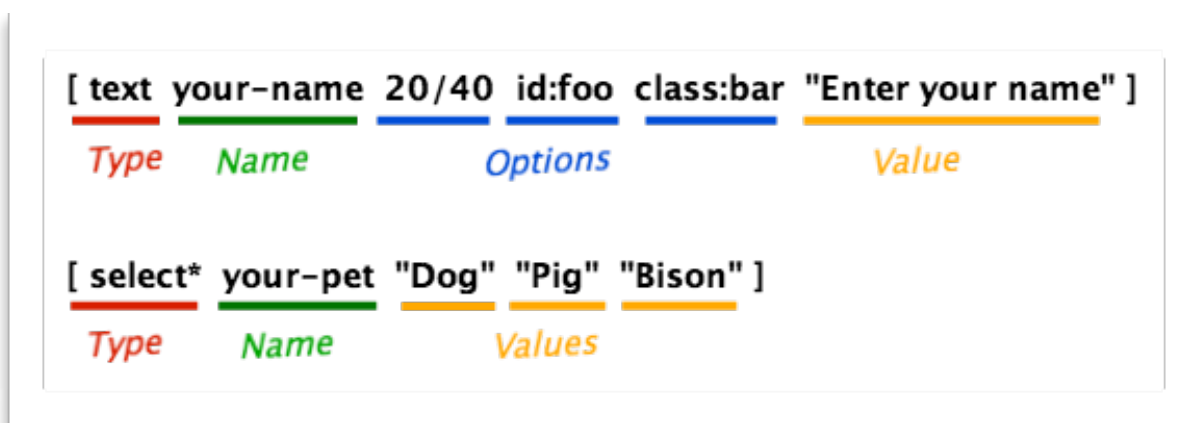 [ text your-name 20/40 id:foo class:bar "Enter your name" ]
Type Name Options Value
[ select* your-pet "Dog" "Pig" "Bison" ]
Type Name Values